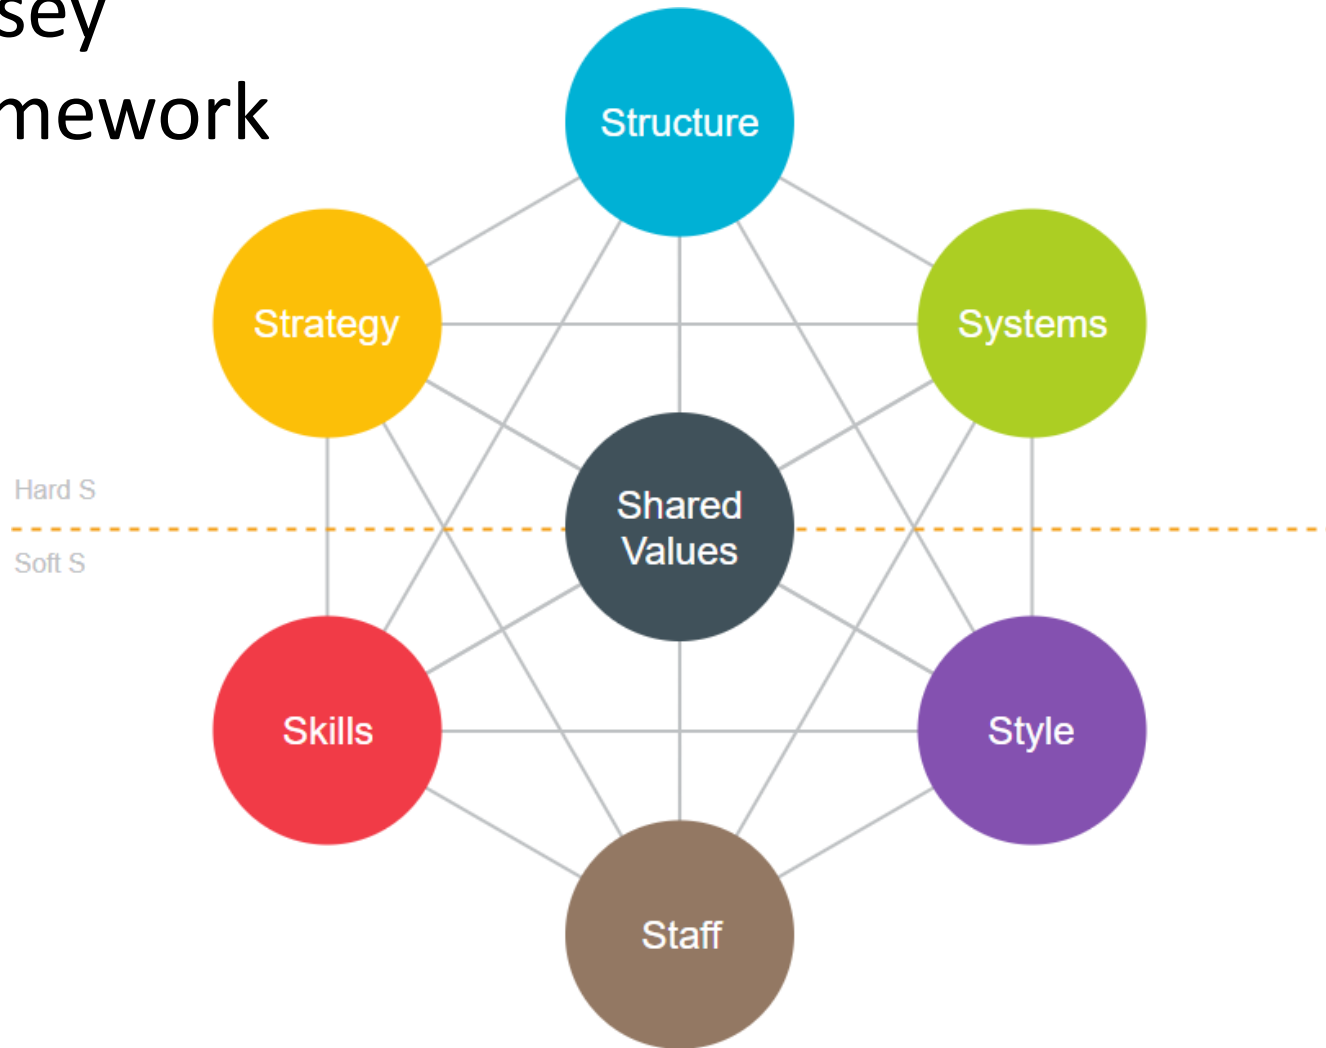 sey
mework
Structure
Strategy
Systems
Hard S
Shared
Values
Soft S
Skills
Style
Staff